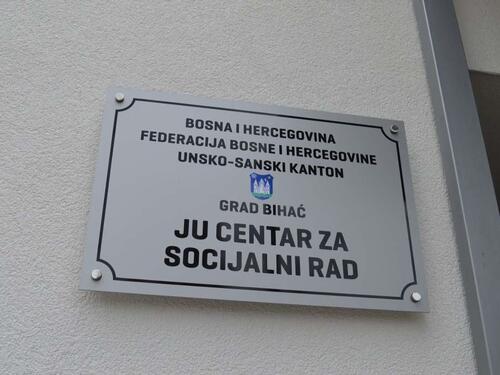 BOSNA I HERCEGOVINA
FEDERACIJA BOSNE I HERCEGOVINE
UNSKO-SANSKI KANTON
GRAD BIHAĆ
JU CENTAR ZA
SOCIJALNI RAD